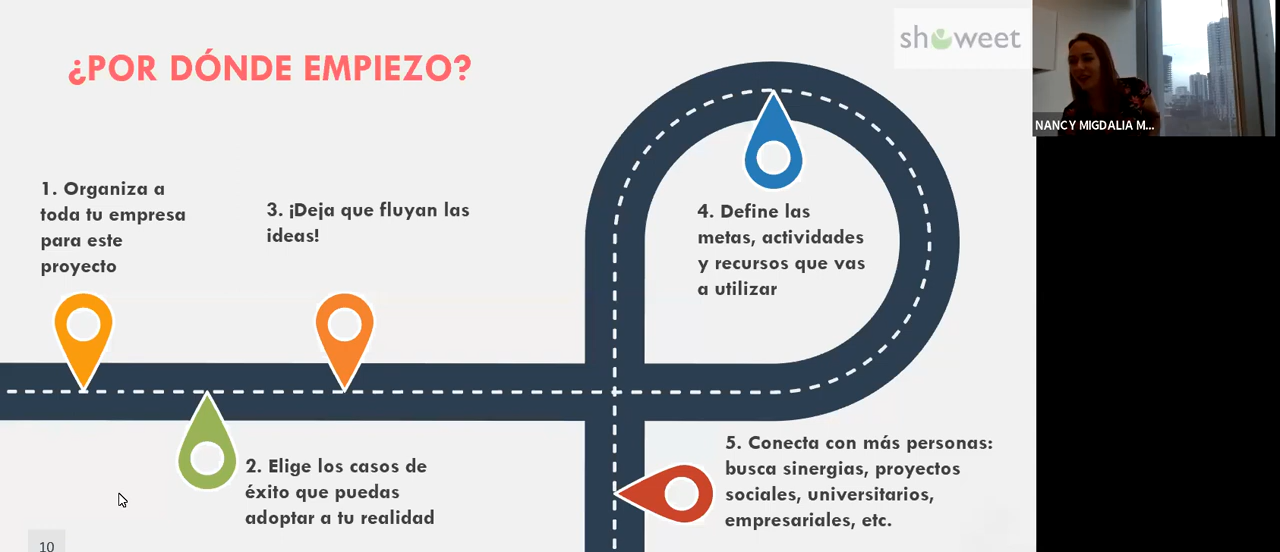 ¿POR DÓNDE EMPIEZO?
showeet
NANCY MIGDALIA M...
1. Organiza a
toda tu empresa
para este
proyecto
3. ¡Deja que fluyan las
ideas!
4. Define las
metas, actividades
y recursos que vas
a utilizar
2. Elige los casos de
éxito que puedas
adoptar a tu realidad
5. Conecta con más personas:
busca sinergias, proyectos
sociales, universitarios,
empresariales, etc.
10